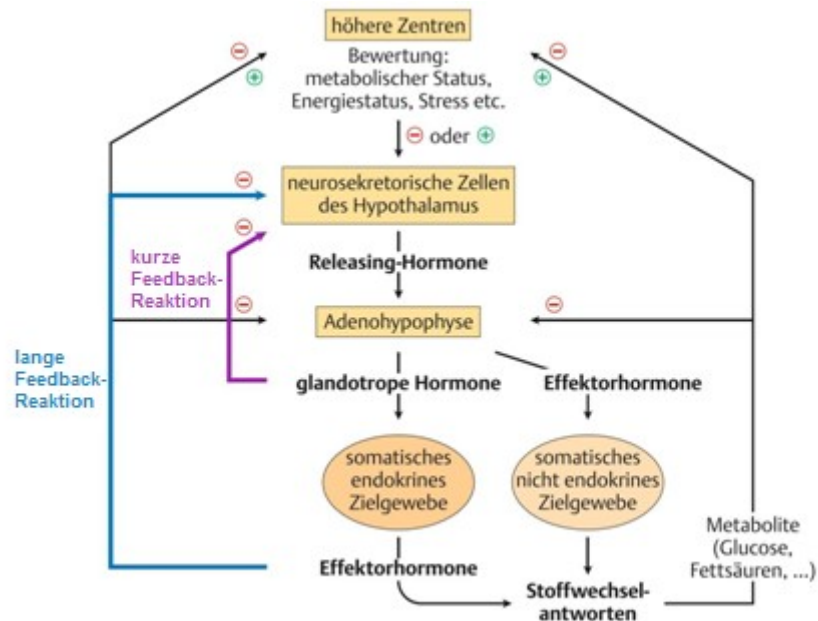 höhere Zentren
Bewertung:
metabolischer Status,
Energiestatus, Stress etc.
⊖ oder ⊕
neurosekretorische Zellen
des Hypothalamus
Releasing-Hormone
kurze
Feedback-
Reaktion
Adenohypophyse
lange
Feedback-
Reaktion
glandotrope Hormone
Effektorhormone
somatisches
endokrines
Zielgewebe
somatisches
nicht endokrines
Zielgewebe
Metabolite
(Glucose,
Fettsäuren, ...)
Effektorhormone
Stoffwechsel-
antworten